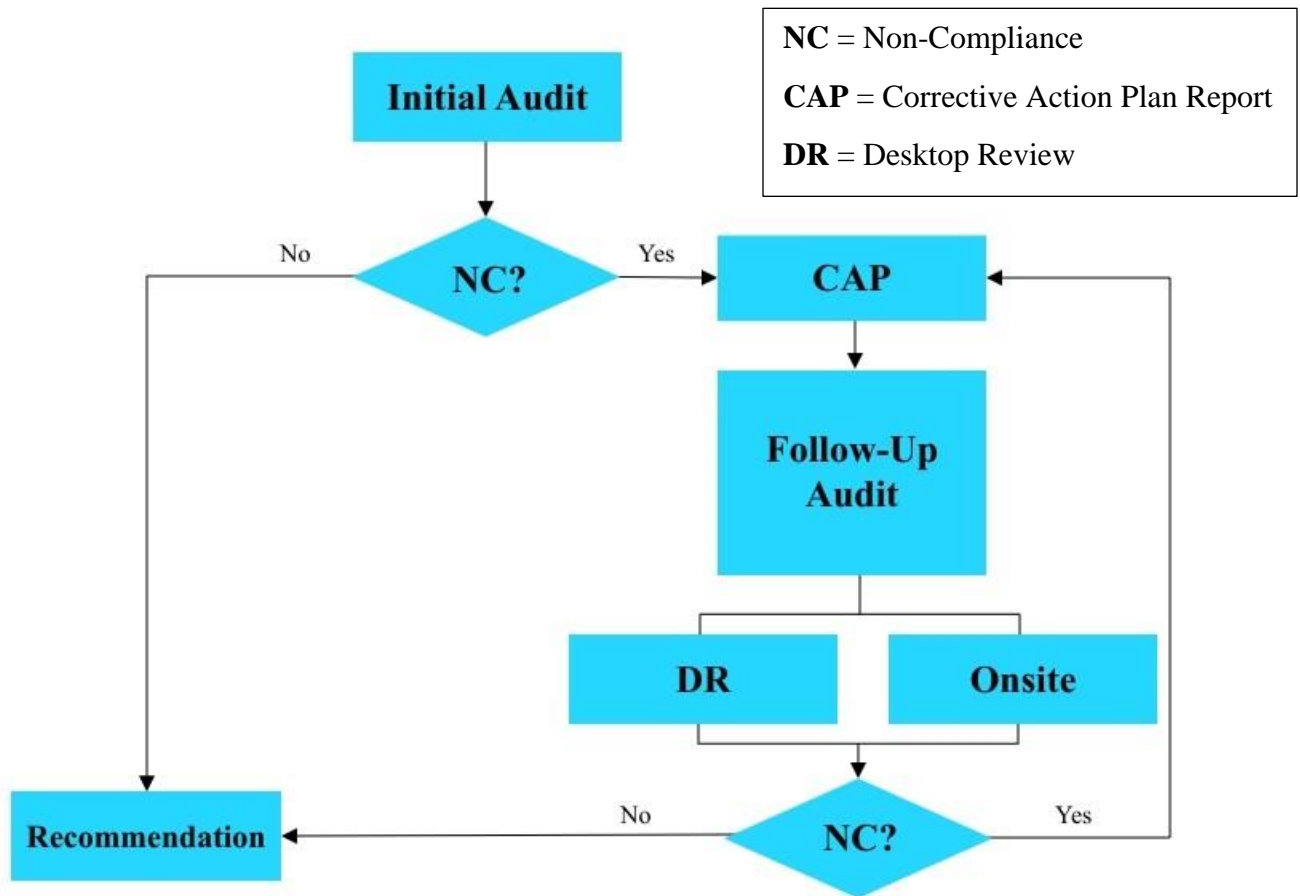 NC = Non-Compliance
CAP = Corrective Action Plan Report
DR = Desktop Review
Initial Audit
No
NC?
Yes
CAP
Follow-Up
Audit
DR
Onsite
Recommendation
No
NC?
Yes